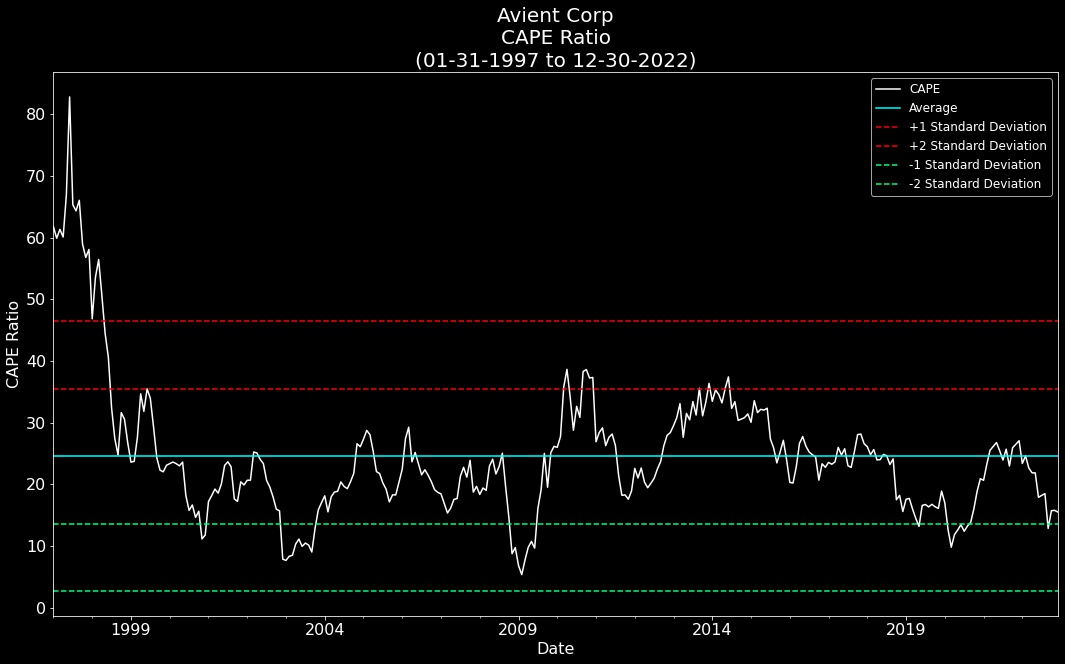 Avient Corp
CAPE Ratio
(01-31-1997 to 12-30-2022)
CAPE
Average
+1 Standard Deviation
+2 Standard Deviation
-1 Standard Deviation
-2 Standard Deviation
CAPE Ratio
80
70
60
50
40
30
20
10
0
1999
2004
2009
2014
2019
Date